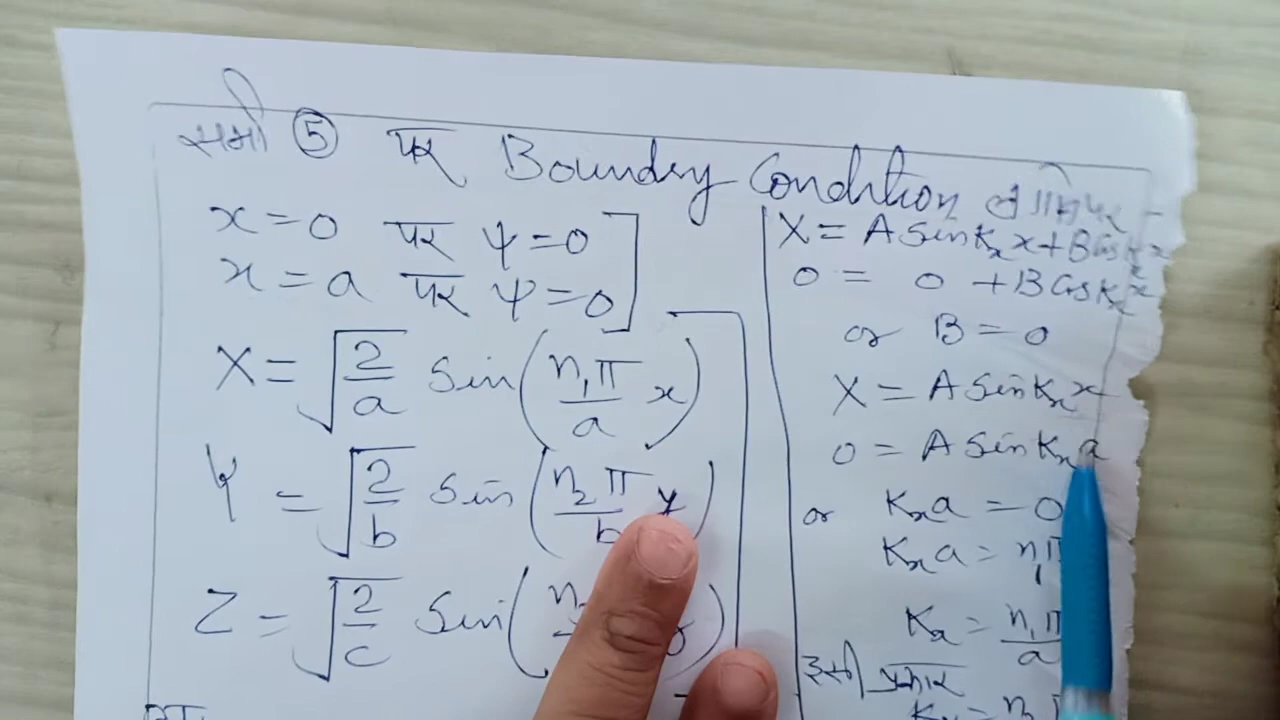 समी ⑤ पर Boundry Condition लगाने पर
x = 0 पर ψ = 0
x = a पर ψ = 0
X = √(2/a) Sin(n₁π/a x)
Y = √(2/b) Sin(n₂π/b y)
Z = √(2/c) Sin(
X = A Sin Kₓx + B Cos Kₓx
0 = 0 + B Cos Kₓx
or B = 0
X = A Sin Kₓx
0 = A Sin Kₓa
or Kₓa = 0
Kₓa = n₁π
Kₓ = n₁π/a
इसी प्रकार